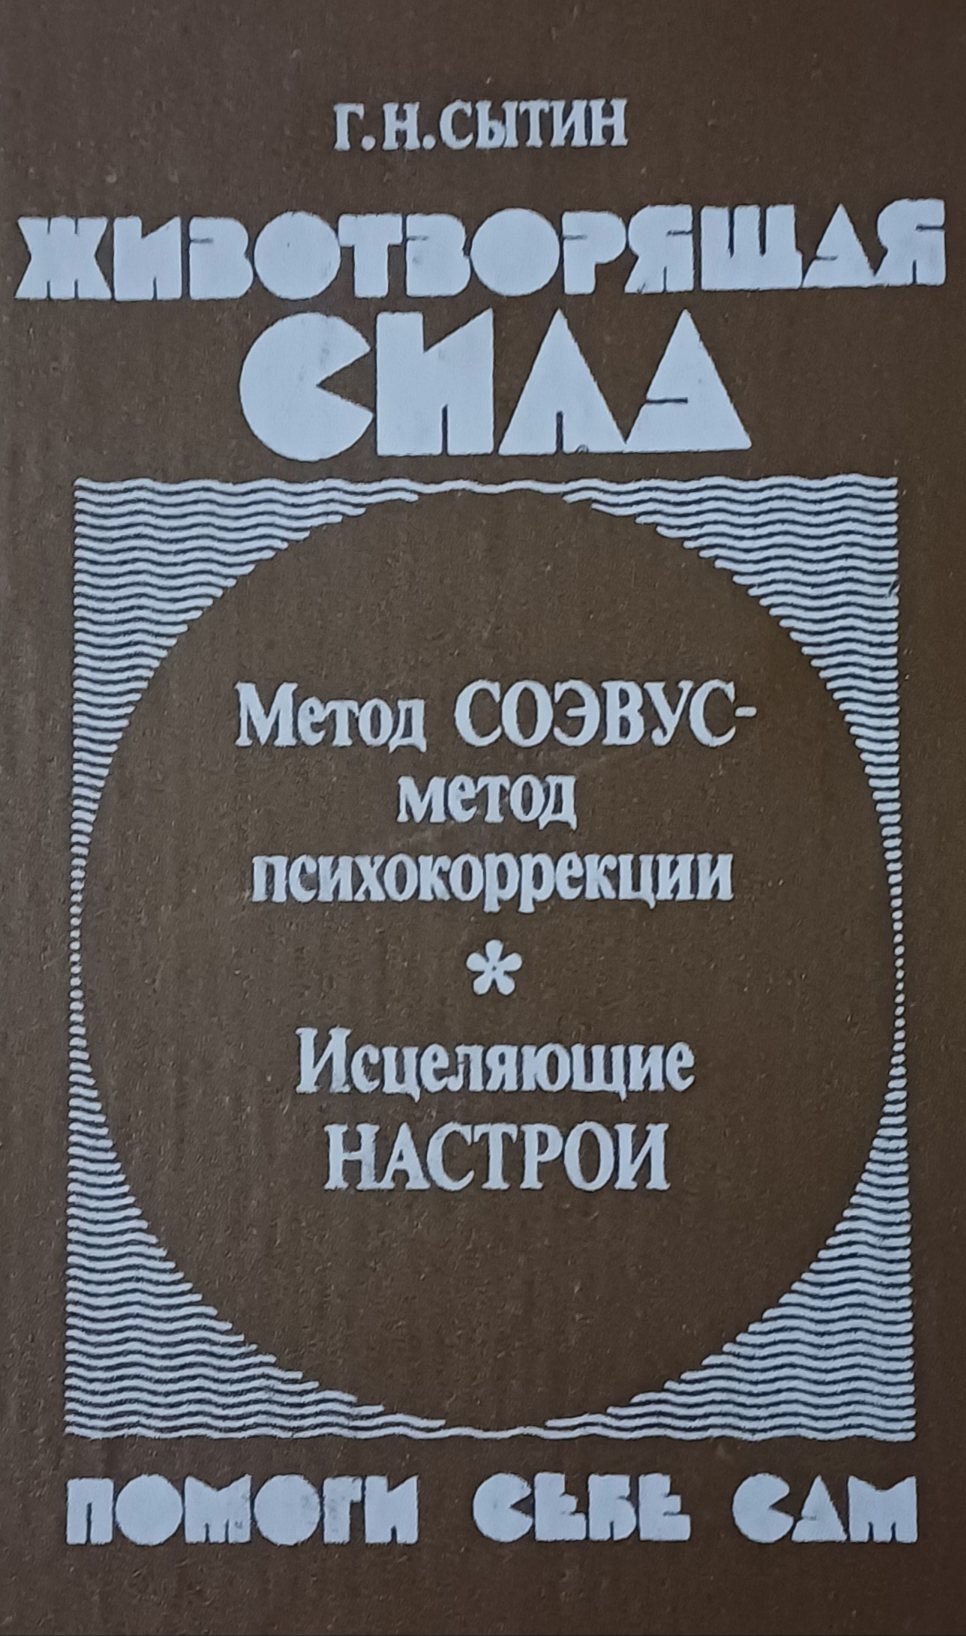 Г.Н.СЫТИН
ЖИВОТВОРЯЩАЯ
СИЛА
Метод СОЭВУС-
метод
психокоррекции
*
Исцеляющие
НАСТРОИ
ПОМОГИ СЕБЕ САМ